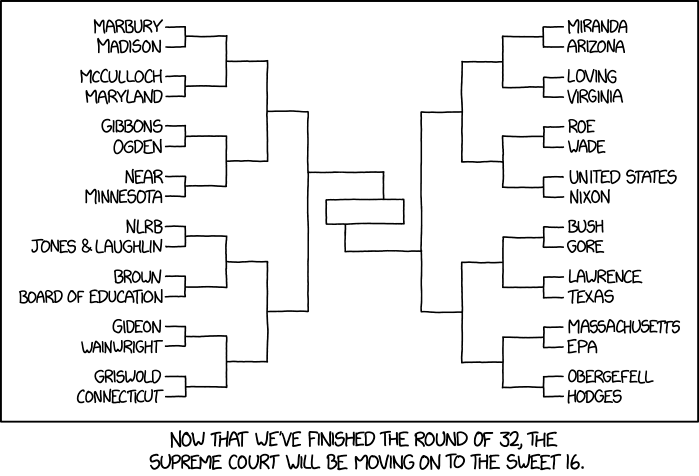 MARBURY
MADISON
MCCULLOCH
MARYLAND
GIBBONS
OGDEN
NEAR
MINNESOTA
NLRB
JONES & LAUGHLIN
BROWN
BOARD OF EDUCATION
GIDEON
WAINWRIGHT
GRISWOLD
CONNECTICUT
MIRANDA
ARIZONA
LOVING
VIRGINIA
ROE
WADE
UNITED STATES
NIXON
BUSH
GORE
LAWRENCE
TEXAS
MASSACHUSETTS
EPA
OBERGEFELL
HODGES
NOW THAT WE'VE FINISHED THE ROUND OF 32, THE
SUPREME COURT WILL BE MOVING ON TO THE SWEET 16.